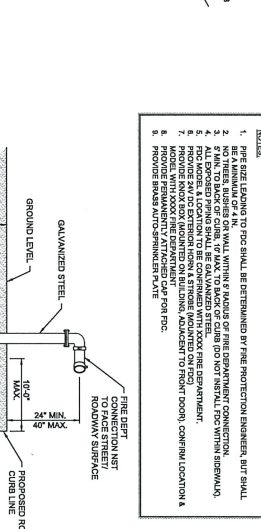 NOTES:
1. PIPE SIZE LEADING TO FDC SHALL BE DETERMINED BY FIRE PROTECTION ENGINEER, BUT SHALL
BE A MINIMUM OF 4 IN.
2. NO TREES, BUSHES OR WALL WITHIN 5' RADIUS OF FIRE DEPARTMENT CONNECTION.
3. 5' MIN. TO BACK OF CURB, 10' MAX. TO BACK OF CURB (DO NOT INSTALL FDC WITHIN SIDEWALK).
4. ALL EXPOSED PIPING SHALL BE GALVANIZED STEEL.
5. FDC MODEL & LOCATION TO BE CONFIRMED WITH XXXX FIRE DEPARTMENT.
6. PROVIDE 24V DC EXTERIOR HORN & STROBE (MOUNTED ON FDC)
7. PROVIDE KNOX BOX (MOUNTED ON BUILDING, ADJACENT TO FRONT DOOR). CONFIRM LOCATION &
MODEL WITH XXXX FIRE DEPARTMENT
8. PROVIDE PERMANENTLY ATTACHED CAP FOR FDC.
9. PROVIDE BRASS AUTO-SPRINKLER PLATE
FIRE DEPT
CONNECTION NST
TO FACE STREET/
ROADWAY SURFACE
GALVANIZED STEEL
24" MIN.
40" MAX.
GROUND LEVEL
10'-0"
MAX.
PROPOSED
CURB LINE